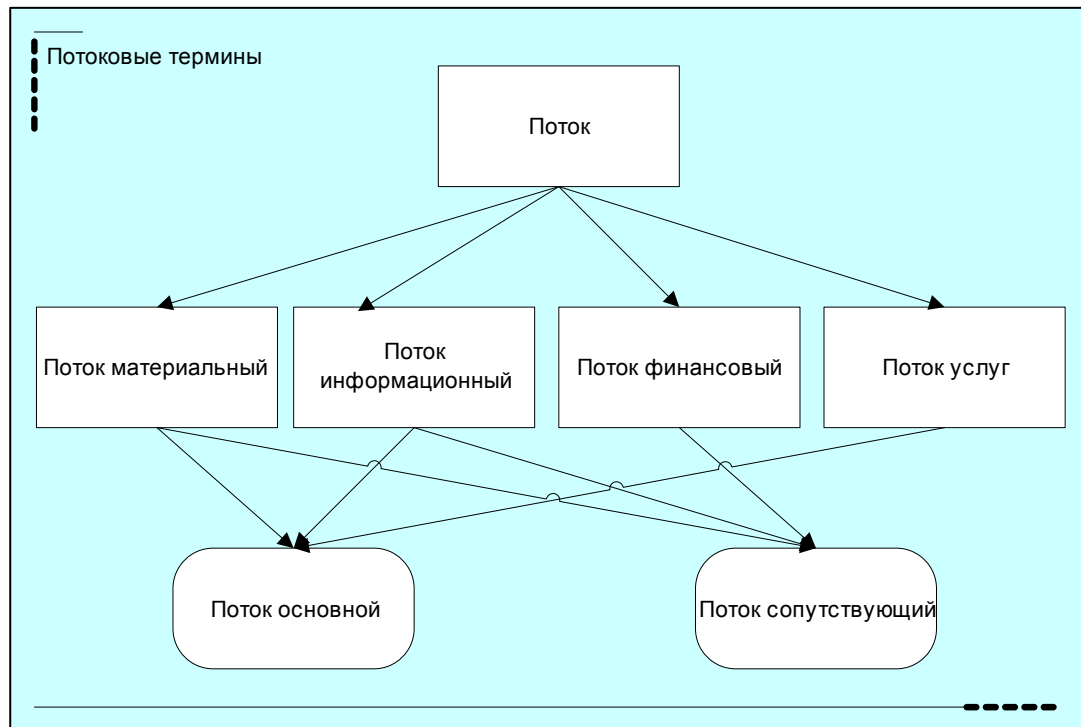 Потоковые термины
Поток
Поток материальный
Поток
информационный
Поток финансовый
Поток услуг
Поток основной
Поток сопутствующий